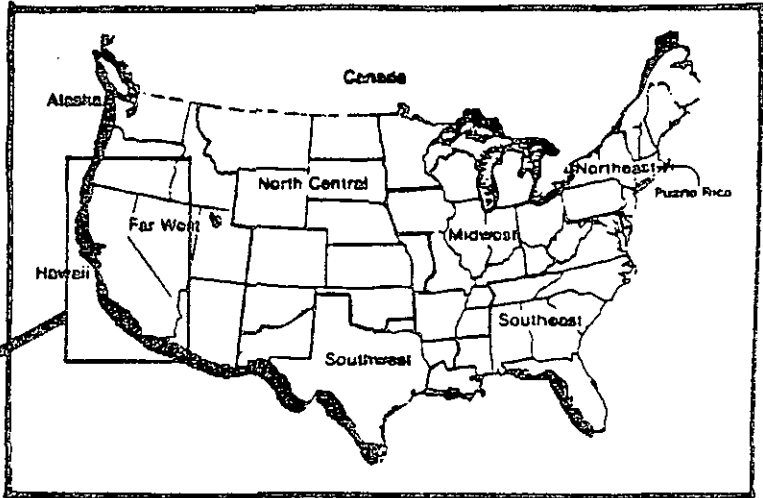 Canada
Alaska
Northeast
North Central
Puerto Rico
Far West
Midwest
Hawaii
Southeast
Southwest